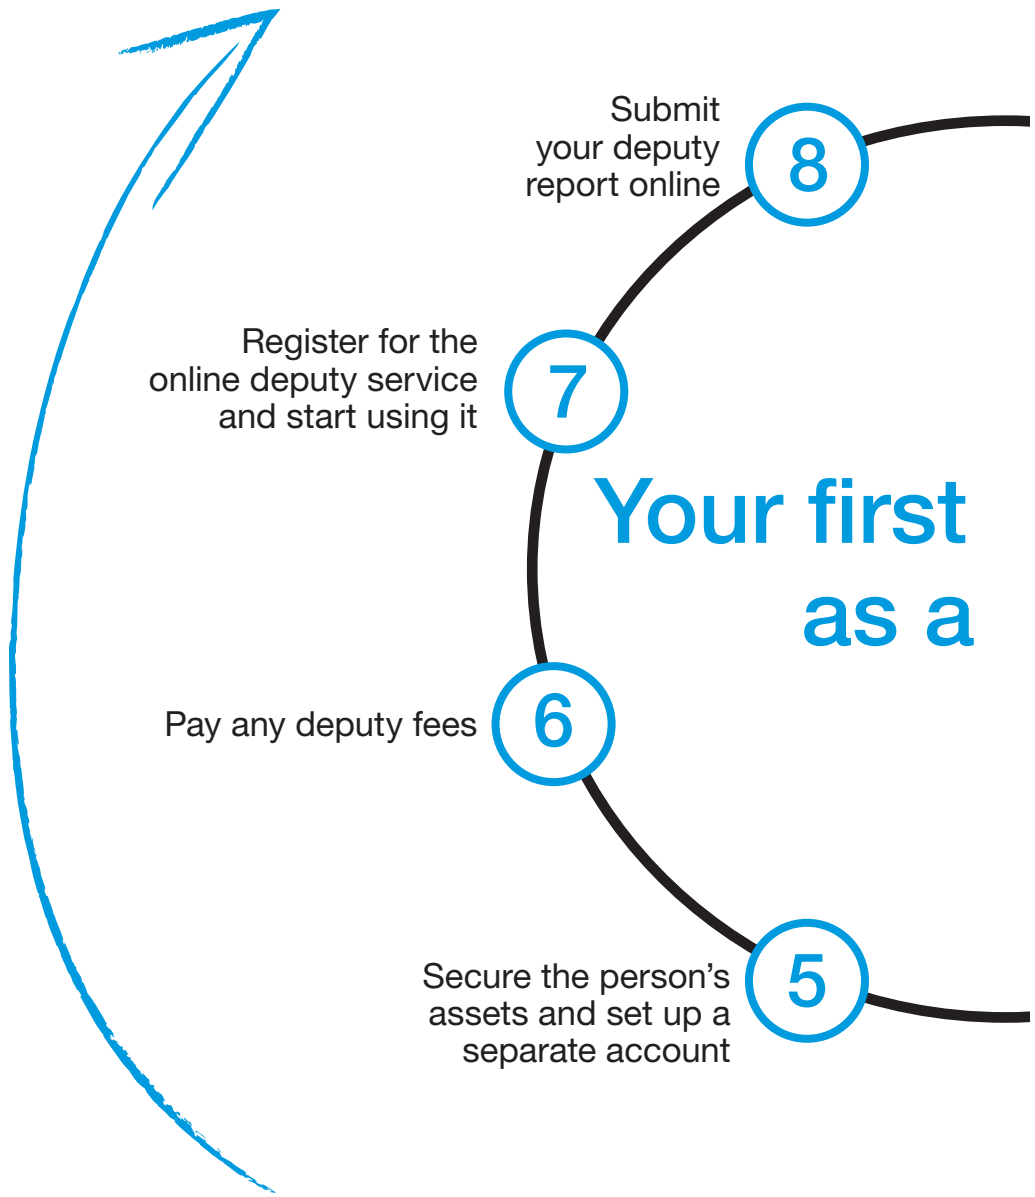 Submit
your deputy
report online
8
Register for the
online deputy service
and start using it
7
Your first
as a
Pay any deputy fees
6
Secure the person’s
assets and set up a
separate account
5